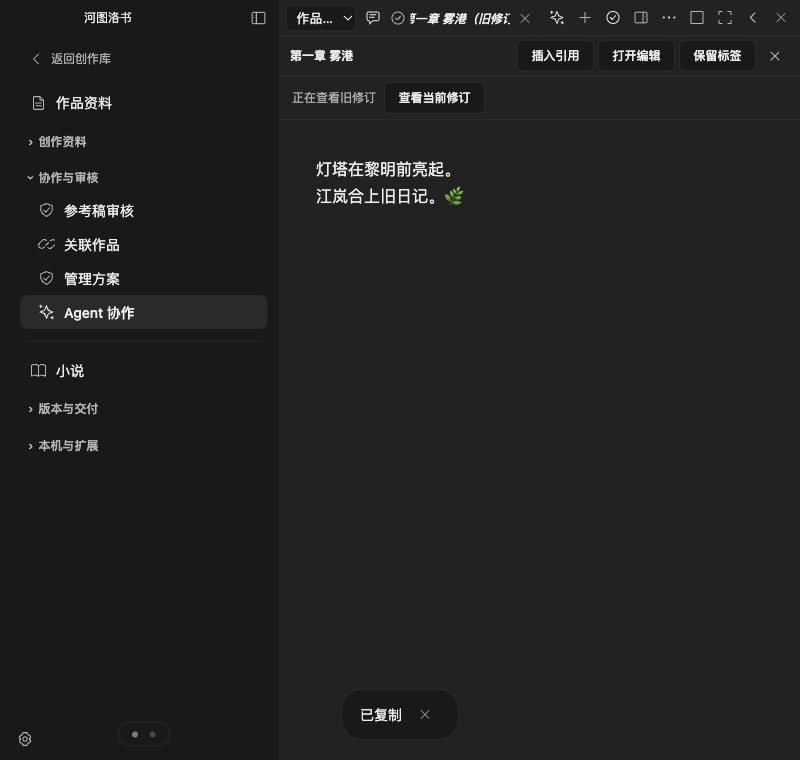 河图洛书
返回创作库
作品资料
创作资料
协作与审核
参考稿审核
关联作品
管理方案
Agent 协作
小说
版本与交付
本机与扩展
作品...
第一章 雾港（旧修订
第一章 雾港
插入引用
打开编辑
保留标签
正在查看旧修订
查看当前修订
灯塔在黎明前亮起。
江岚合上旧日记。🌿
已复制